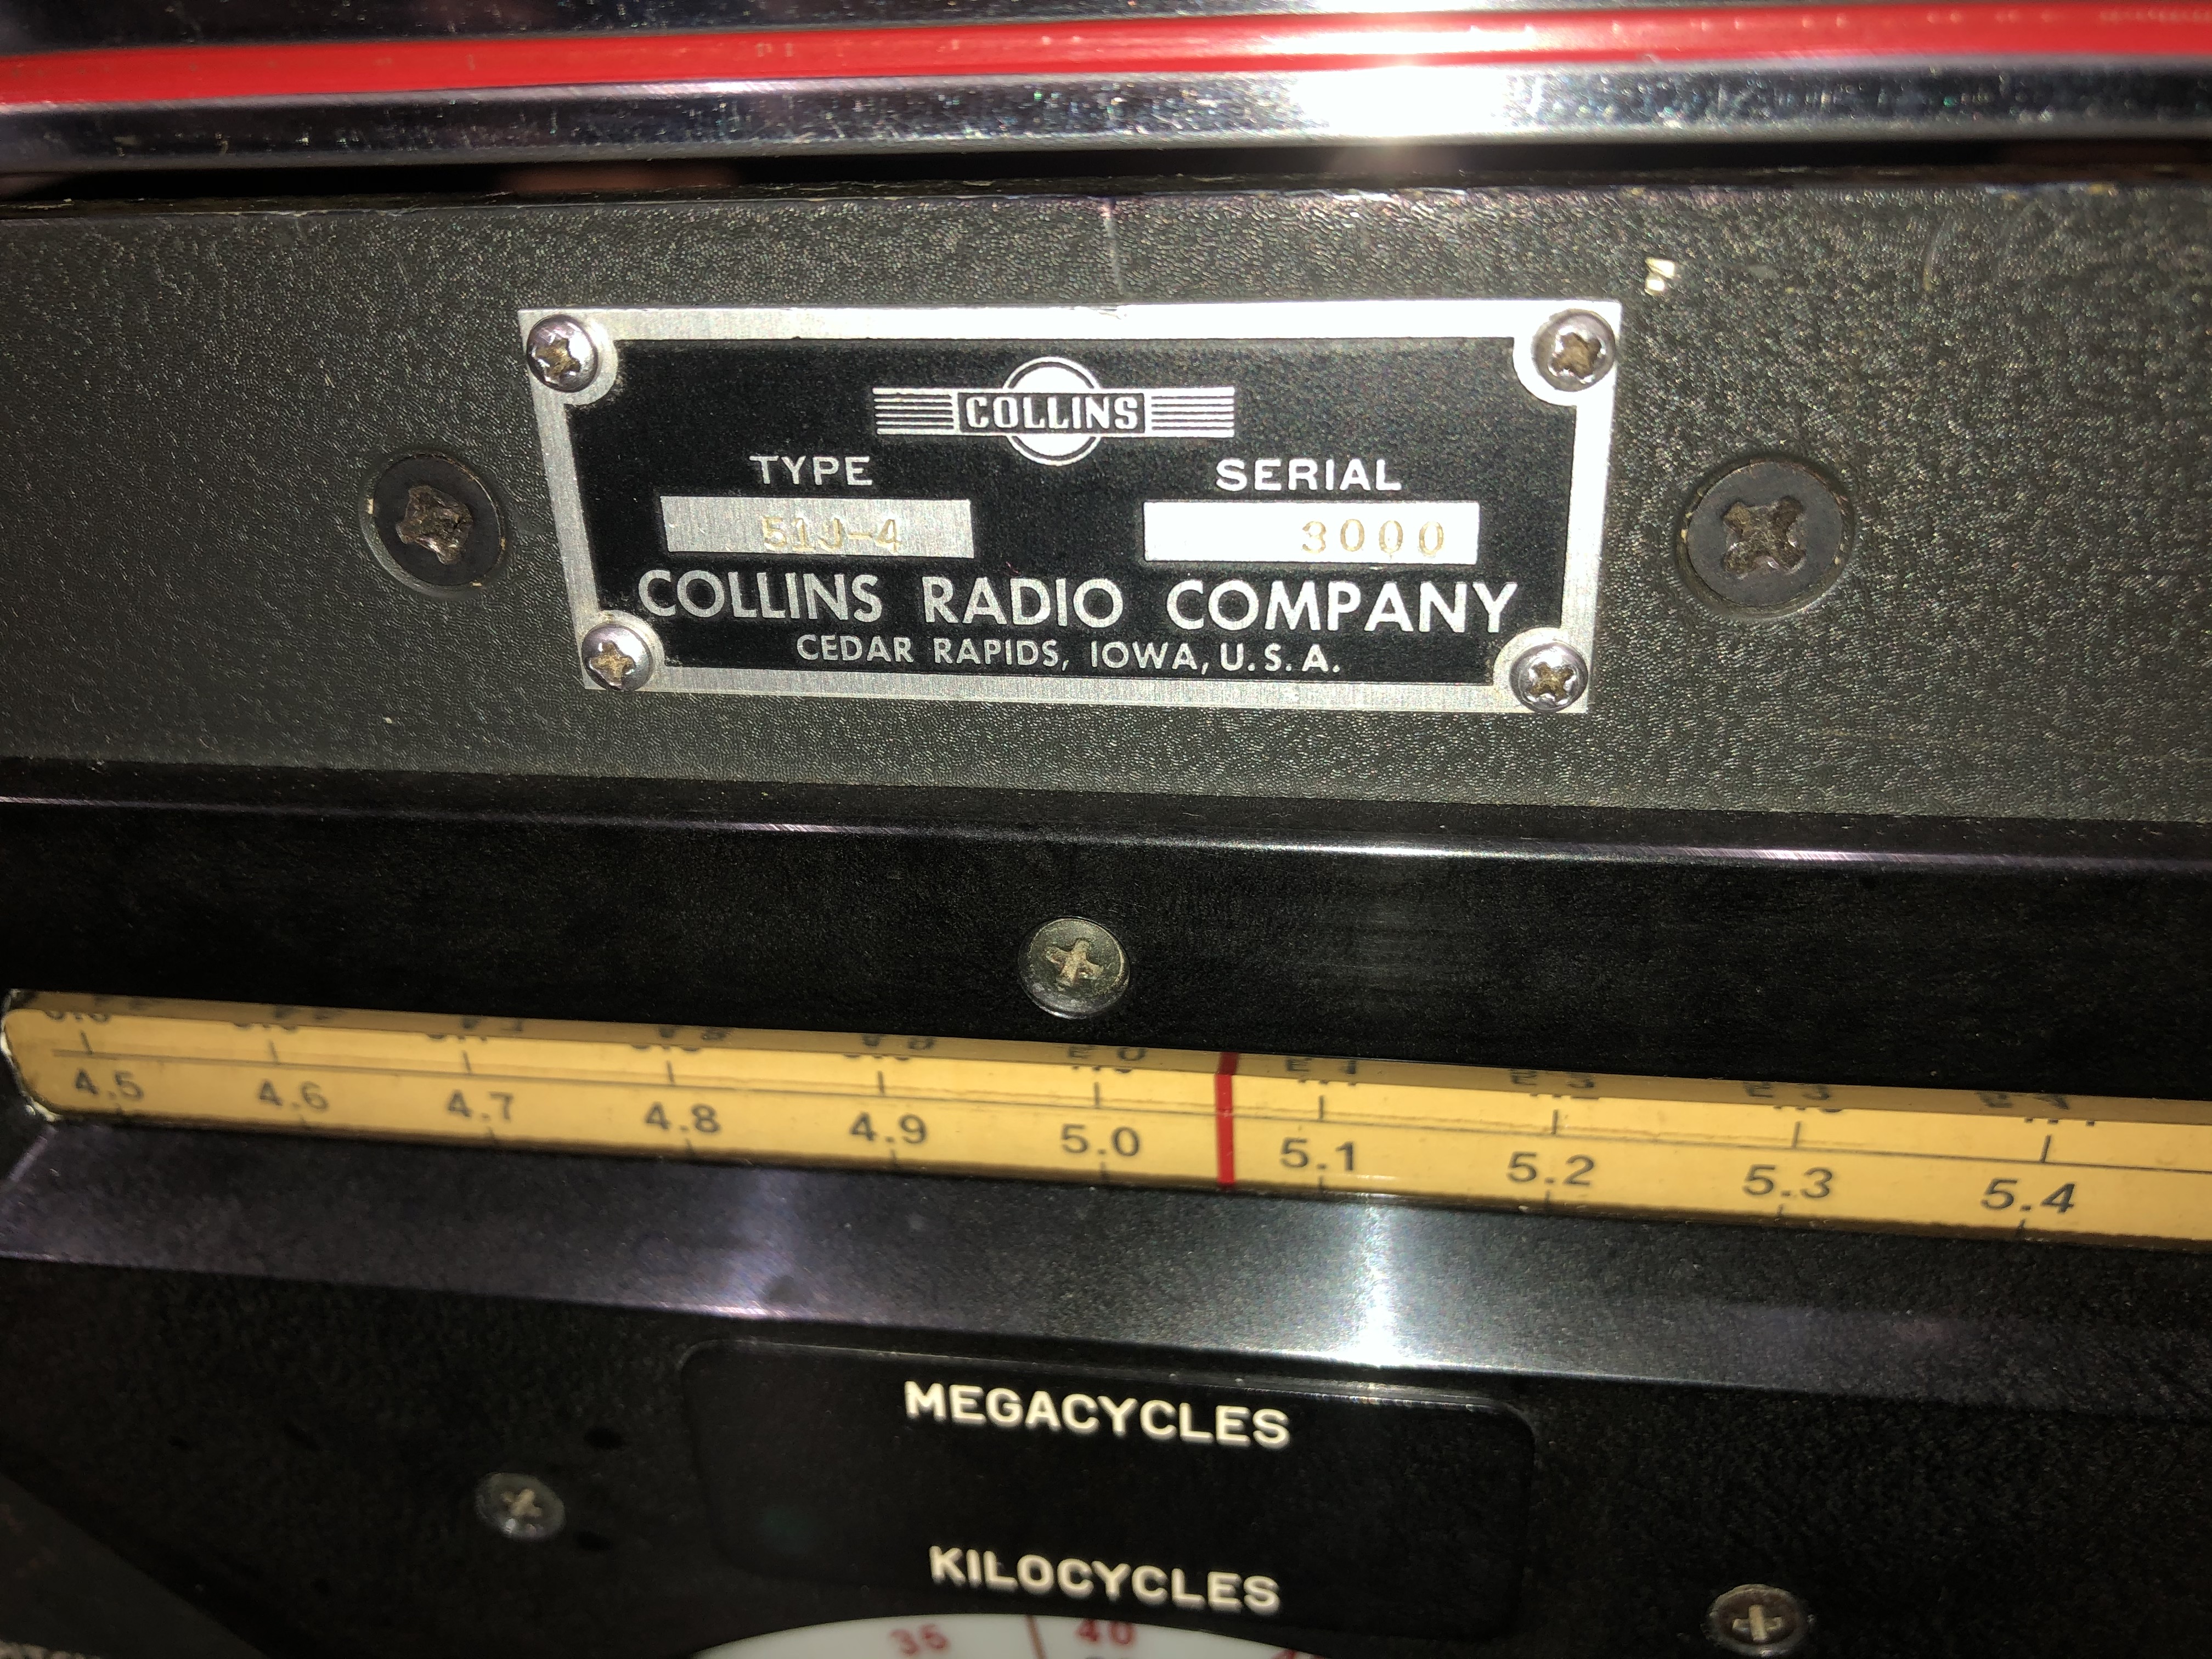 COLLINS
TYPE SERIAL
51J-4 3000
COLLINS RADIO COMPANY
CEDAR RAPIDS, IOWA, U.S.A.
4.5 4.6 4.7 4.8 4.9 5.0 5.1 5.2 5.3 5.4
MEGACYCLES
KILOCYCLES
35 40